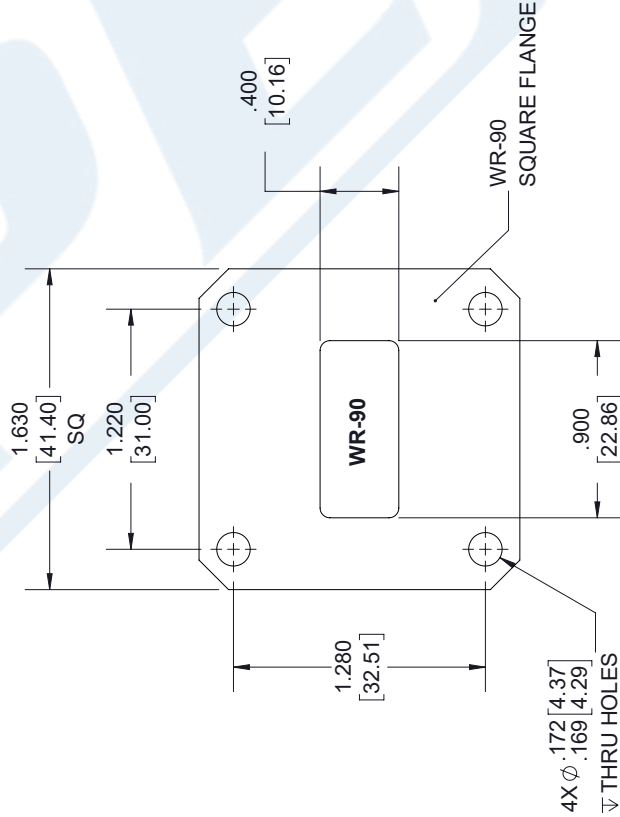 1.630
[41.40]
SQ
1.220
[31.00]
.400
[10.16]
WR-90
SQUARE FLANGE
WR-90
.900
[22.86]
1.280
[32.51]
4X ⌀ .172 [4.37]
.169 [4.29]
↧ THRU HOLES